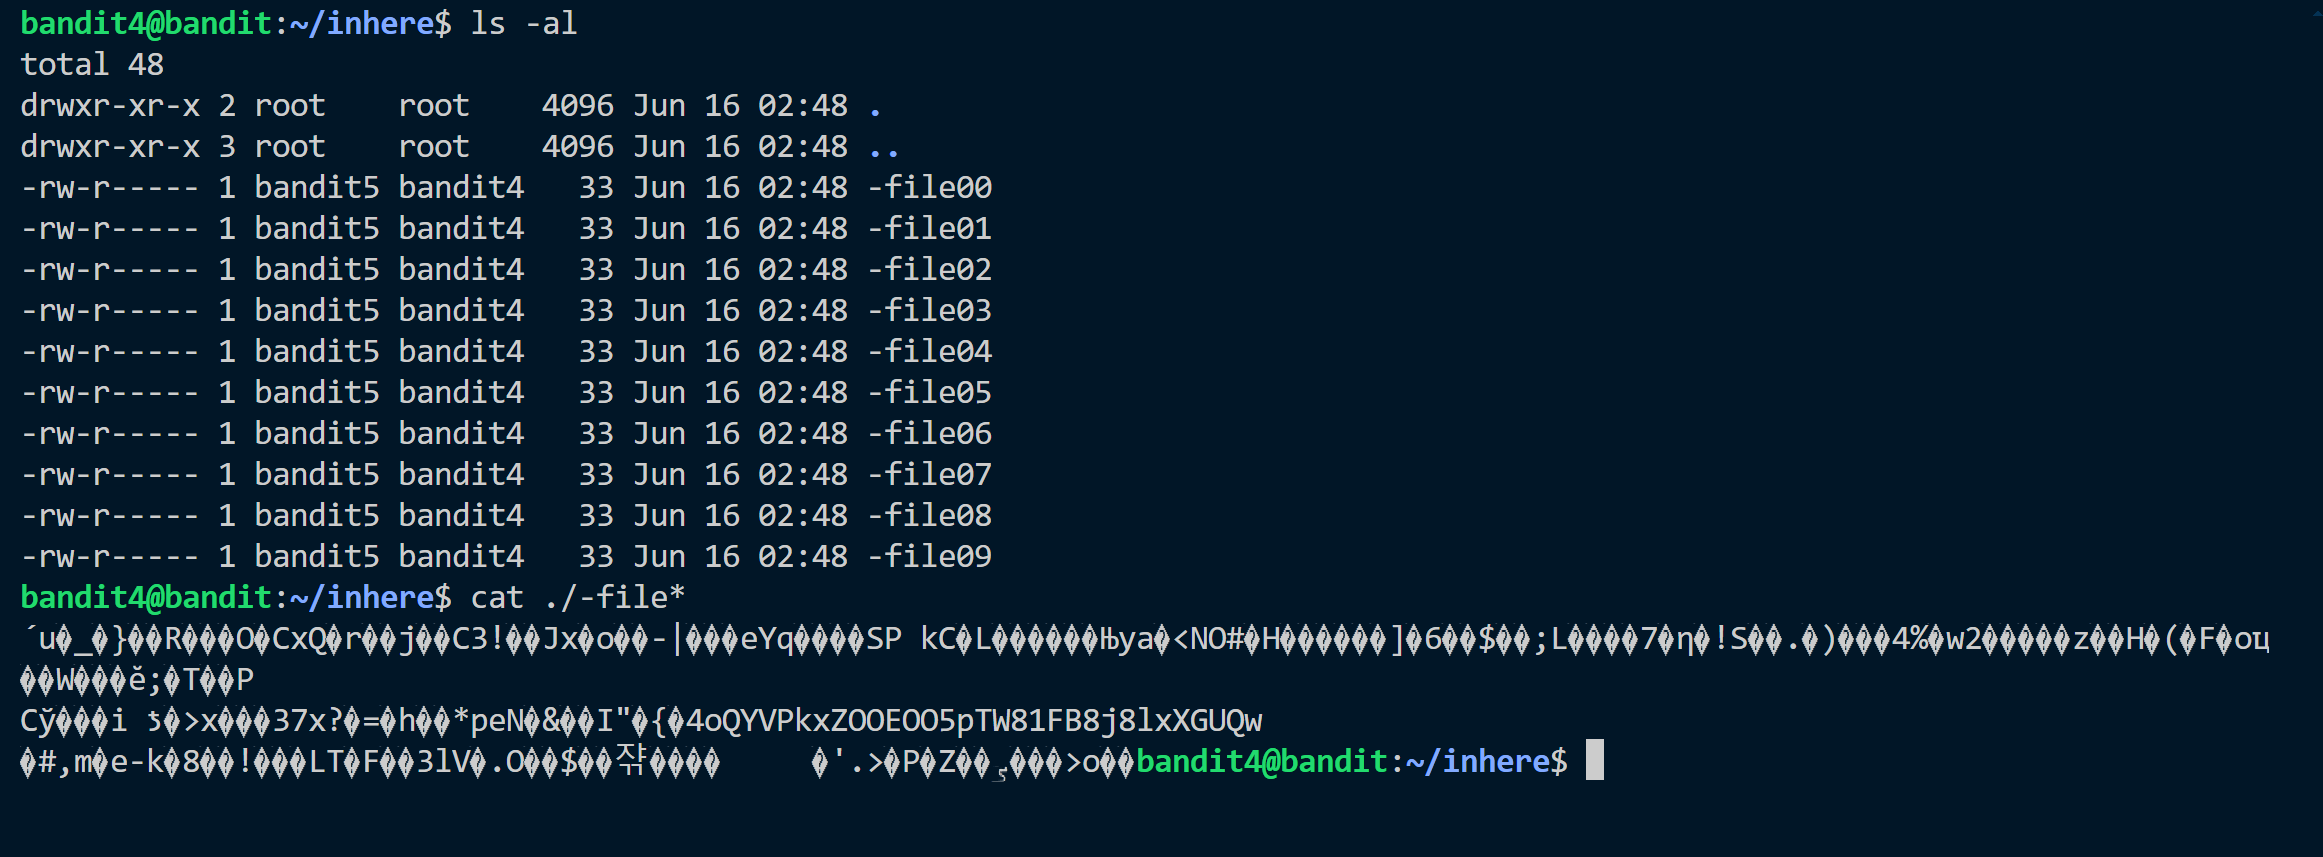 bandit4@bandit:~/inhere$ ls -al
total 48
drwxr-xr-x 2 root    root    4096 Jun 16 02:48 .
drwxr-xr-x 3 root    root    4096 Jun 16 02:48 ..
-rw-r----- 1 bandit5 bandit4   33 Jun 16 02:48 -file00
-rw-r----- 1 bandit5 bandit4   33 Jun 16 02:48 -file01
-rw-r----- 1 bandit5 bandit4   33 Jun 16 02:48 -file02
-rw-r----- 1 bandit5 bandit4   33 Jun 16 02:48 -file03
-rw-r----- 1 bandit5 bandit4   33 Jun 16 02:48 -file04
-rw-r----- 1 bandit5 bandit4   33 Jun 16 02:48 -file05
-rw-r----- 1 bandit5 bandit4   33 Jun 16 02:48 -file06
-rw-r----- 1 bandit5 bandit4   33 Jun 16 02:48 -file07
-rw-r----- 1 bandit5 bandit4   33 Jun 16 02:48 -file08
-rw-r----- 1 bandit5 bandit4   33 Jun 16 02:48 -file09
bandit4@bandit:~/inhere$ cat ./-file*
´u�_�}��R���O�CxQ�r��j��C3!��Jx�o��-|���eYq����SP kC�L������Њya�<NO#�H������]�6��$��;L����7�η�!S��.�)���4%�w2�����z��H�(�F�oц
��W���ӗ;�T��P
Cў���i ƾ�>x���37x?�=�h��*peN�&��I"�{�4oQYVPkxZOOEOO5pTW81FB8j8lxXGUQw
�#,m�e-k�8��!���LT�F��3lV�.O��$��좎����     �'.>�P�Z�����>o��bandit4@bandit:~/inhere$